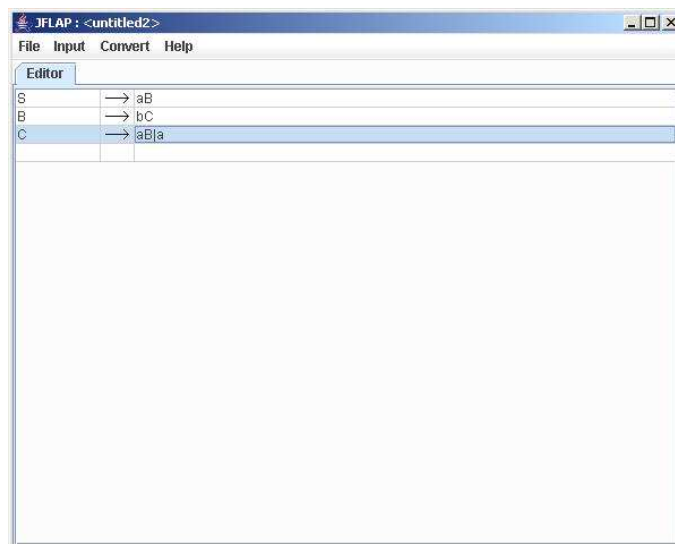 JFLAP : <untitled2>
File Input Convert Help
Editor
S → aB
B → bC
C → aB|a